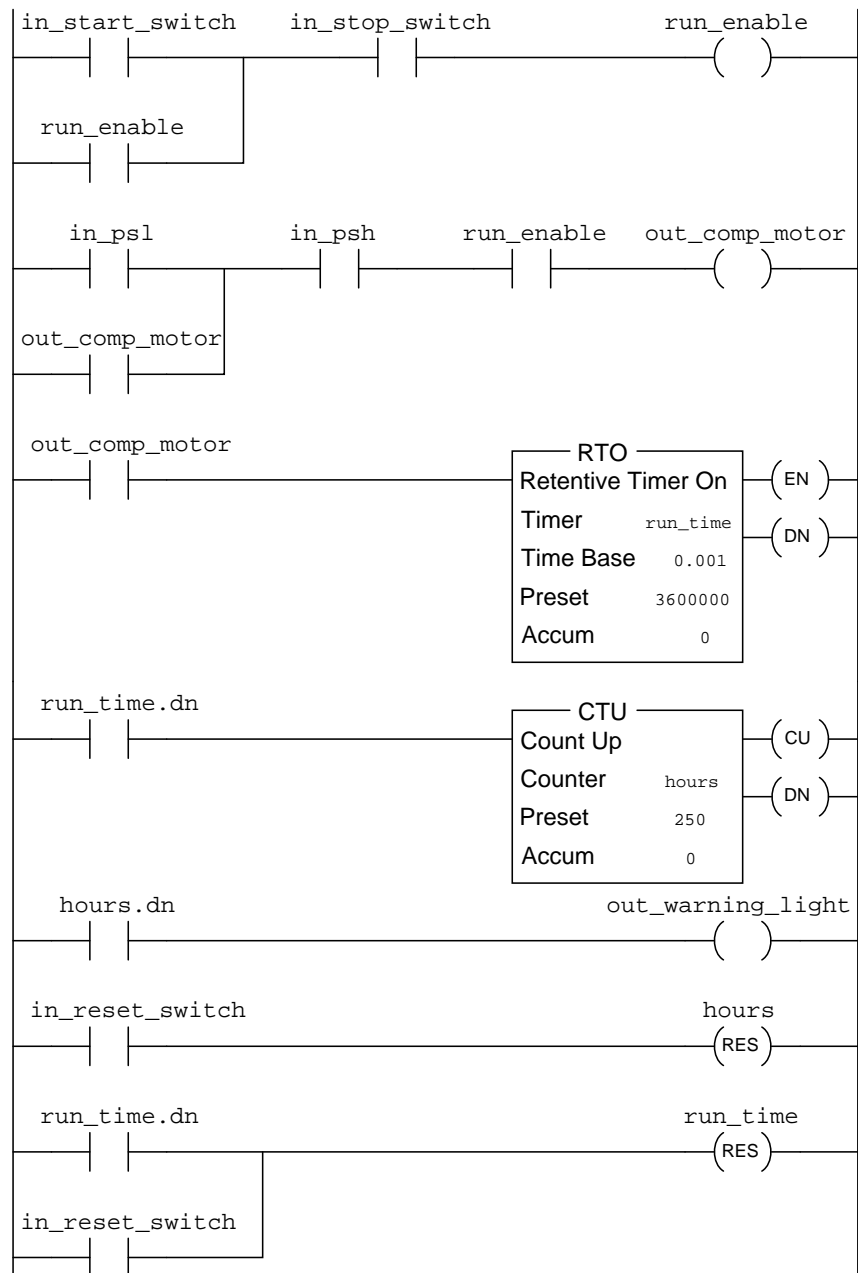 in_start_switch in_stop_switch run_enable
run_enable
in_psl in_psh run_enable out_comp_motor
out_comp_motor
out_comp_motor
RTO
Retentive Timer On EN
Timer run_time DN
Time Base 0.001
Preset 3600000
Accum 0
run_time.dn
CTU
Count Up CU
Counter hours DN
Preset 250
Accum 0
hours.dn out_warning_light
in_reset_switch hours
RES
run_time.dn run_time
RES
in_reset_switch